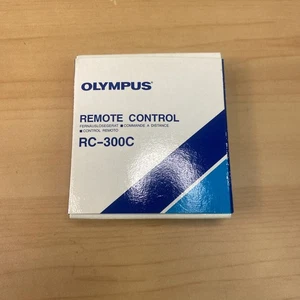 OLYMPUS®
REMOTE CONTROL
FERNAUSLÖSEGERÄT ■ COMMANDE A DISTANCE
■ CONTROL REMOTO
RC-300C